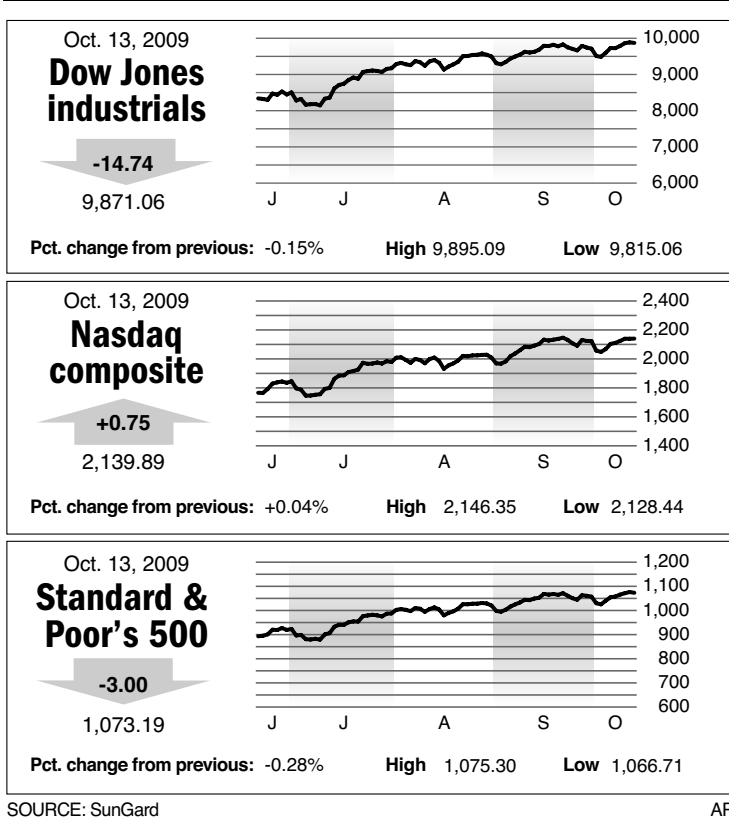 Oct. 13, 2009
Dow Jones
industrials
-14.74
9,871.06
10,000
9,000
8,000
7,000
6,000
J J A S O
Pct. change from previous: -0.15% High 9,895.09 Low 9,815.06
Oct. 13, 2009
Nasdaq
composite
+0.75
2,139.89
2,400
2,200
2,000
1,800
1,600
1,400
J J A S O
Pct. change from previous: +0.04% High 2,146.35 Low 2,128.44
Oct. 13, 2009
Standard &
Poor's 500
-3.00
1,073.19
1,200
1,100
1,000
900
800
700
600
J J A S O
Pct. change from previous: -0.28% High 1,075.30 Low 1,066.71
SOURCE: SunGard AP